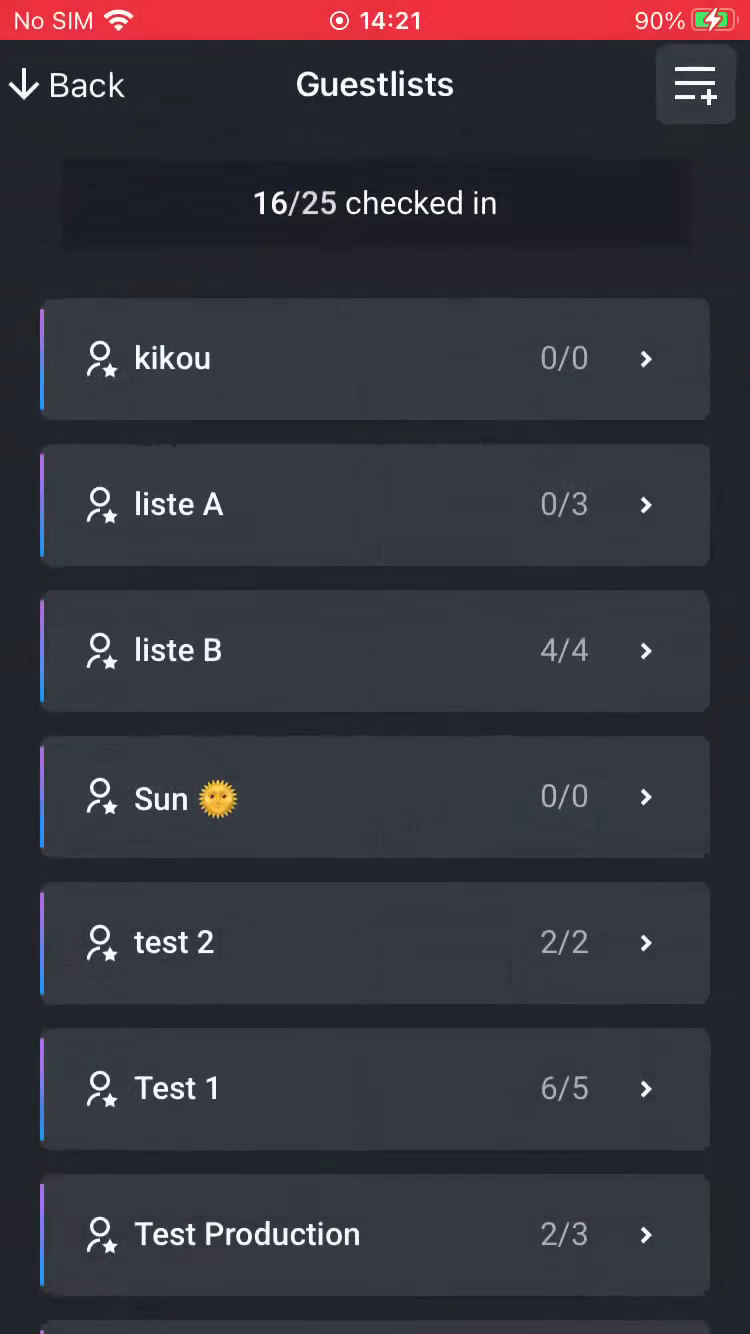 No SIM 14:21 90%
Back Guestlists
16/25 checked in
kikou 0/0
liste A 0/3
liste B 4/4
Sun 🌞 0/0
test 2 2/2
Test 1 6/5
Test Production 2/3